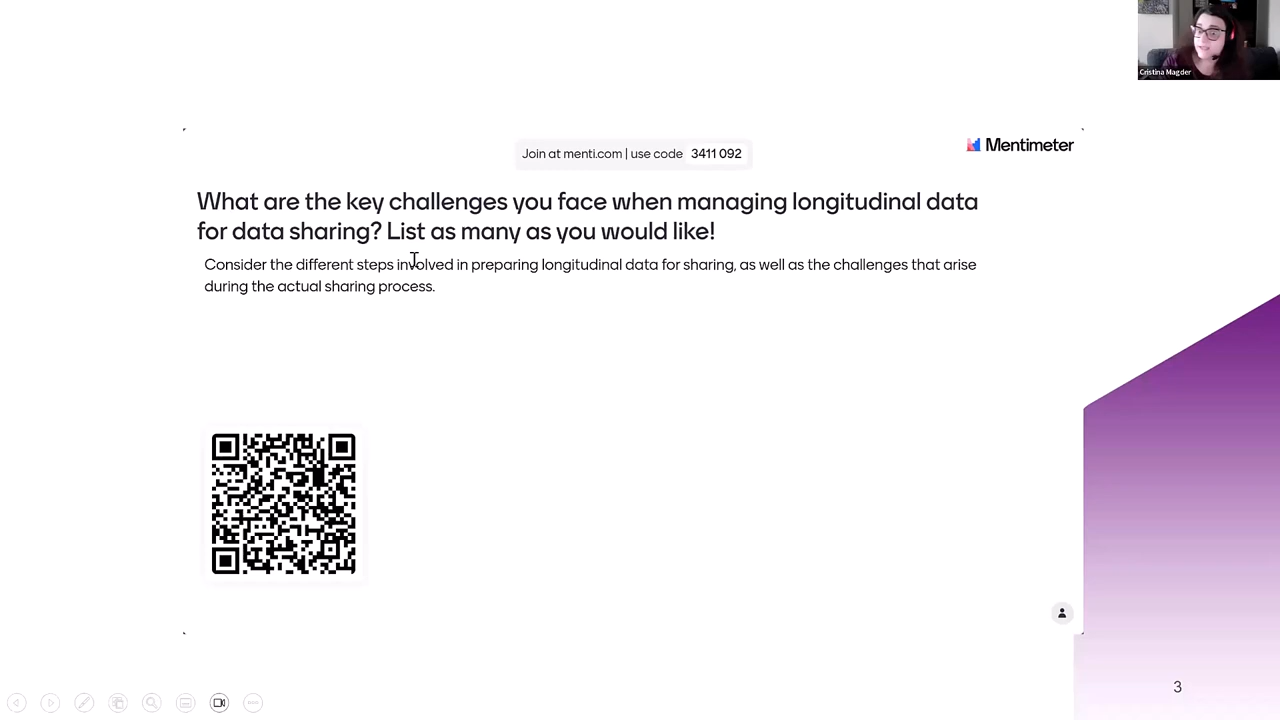 Cristina Magder
Join at menti.com | use code 3411 092
Mentimeter
What are the key challenges you face when managing longitudinal data
for data sharing? List as many as you would like!
Consider the different steps involved in preparing longitudinal data for sharing, as well as the challenges that arise
during the actual sharing process.
3